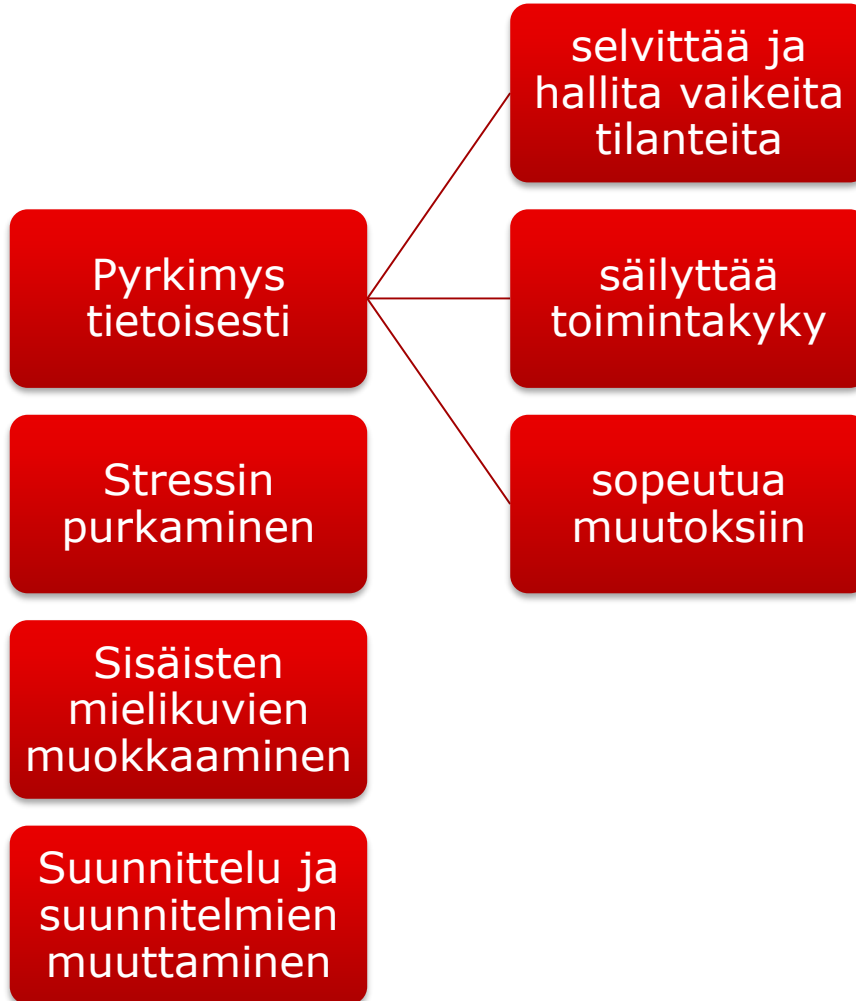 Pyrkimys
tietoisesti
selvittää ja
hallita vaikeita
tilanteita
säilyttää
toimintakyky
sopeutua
muutoksiin
Stressin
purkaminen
Sisäisten
mielikuvien
muokkaaminen
Suunnittelu ja
suunnitelmien
muuttaminen